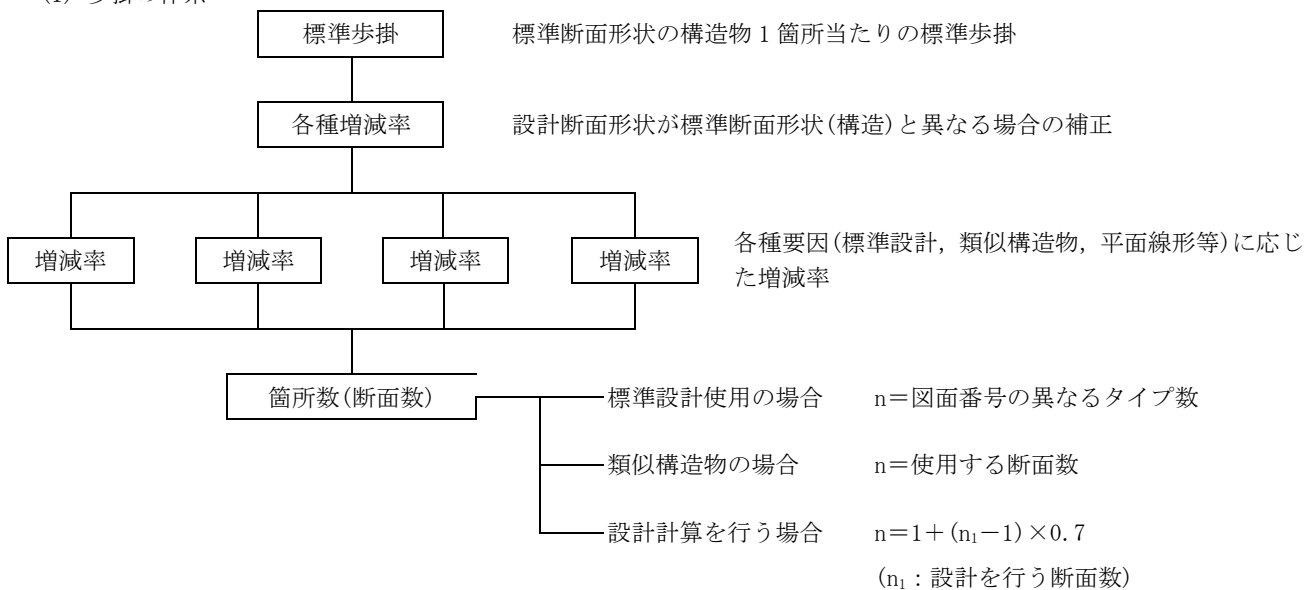 標準歩掛 標準断面形状の構造物1箇所当たりの標準歩掛
各種増減率 設計断面形状が標準断面形状(構造)と異なる場合の補正
増減率 増減率 増減率 増減率 各種要因(標準設計,類似構造物,平面線形等)に応じ
た増減率
箇所数(断面数) 標準設計使用の場合 n=図面番号の異なるタイプ数
類似構造物の場合 n=使用する断面数
設計計算を行う場合 n=1+(n₁-1)×0.7
(n₁:設計を行う断面数)